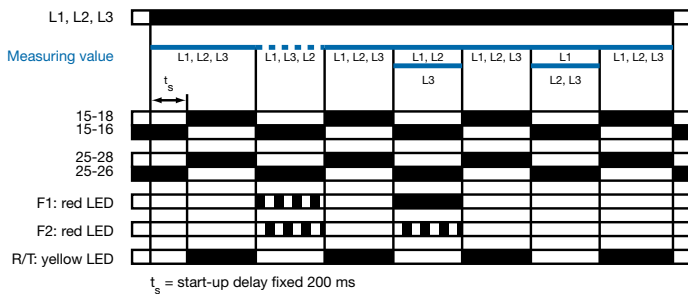 L1, L2, L3
Measuring value
L1, L2, L3 L1, L3, L2 L1, L2, L3 L1, L2 L1, L2, L3 L1 L1, L2, L3
L3 L2, L3
ts
15-18
15-16
25-28
25-26
F1: red LED
F2: red LED
R/T: yellow LED
ts = start-up delay fixed 200 ms